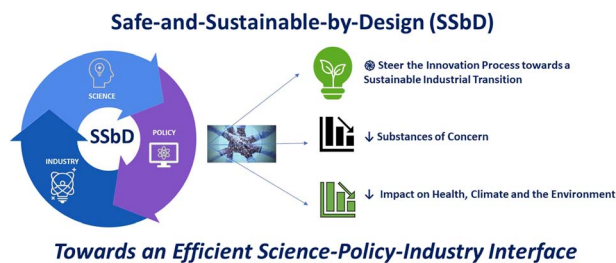 Safe-and-Sustainable-by-Design (SSbD)
SCIENCE
SSbD
POLICY
INDUSTRY
Steer the Innovation Process towards a
Sustainable Industrial Transition
↓ Substances of Concern
↓ Impact on Health, Climate and the Environment
Towards an Efficient Science-Policy-Industry Interface